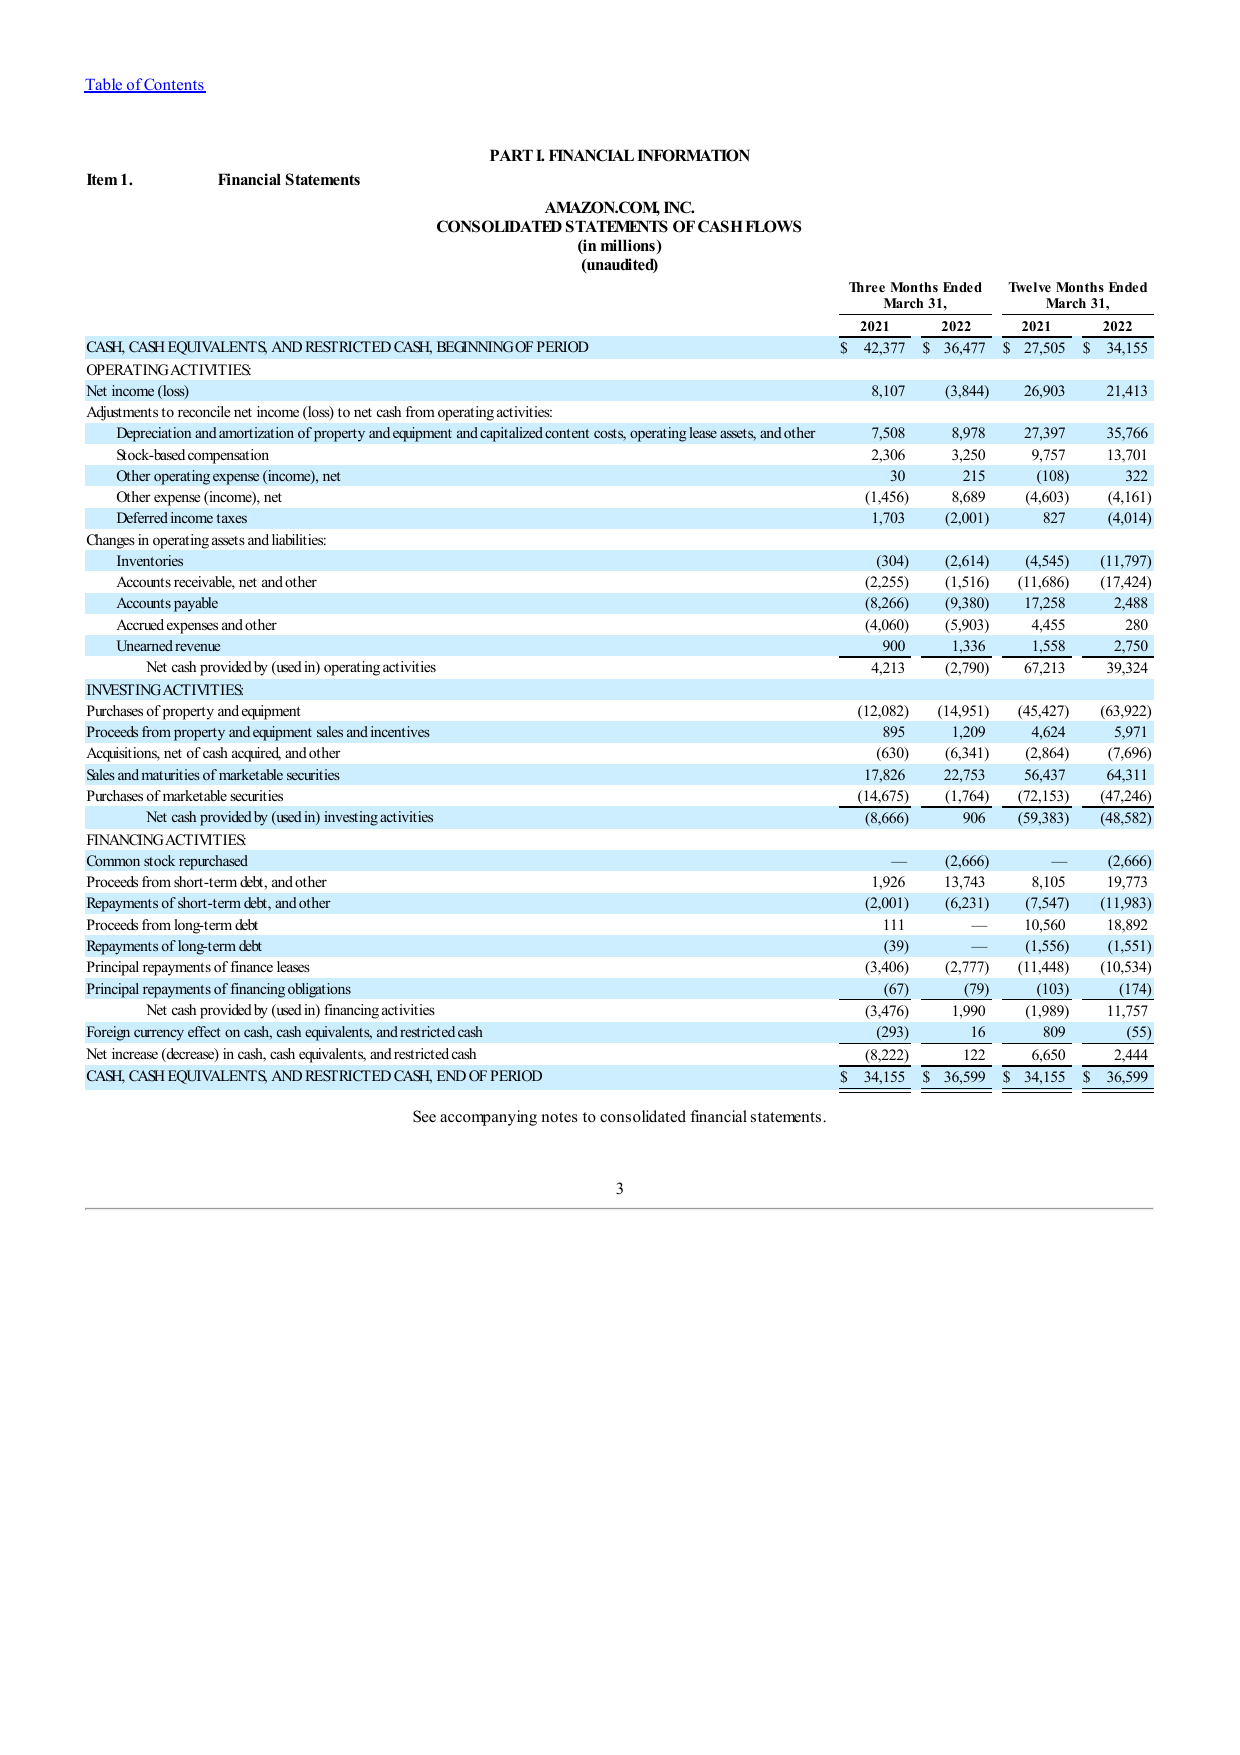 Table of Contents
PART I. FINANCIAL INFORMATION
Item 1. Financial Statements
AMAZON.COM, INC.
CONSOLIDATED STATEMENTS OF CASH FLOWS
(in millions)
(unaudited)
Three Months Ended March 31, Twelve Months Ended March 31,
2021 2022 2021 2022
CASH, CASH EQUIVALENTS, AND RESTRICTED CASH, BEGINNING OF PERIOD $ 42,377 $ 36,477 $ 27,505 $ 34,155
OPERATING ACTIVITIES:
Net income (loss) 8,107 (3,844) 26,903 21,413
Adjustments to reconcile net income (loss) to net cash from operating activities:
Depreciation and amortization of property and equipment and capitalized content costs, operating lease assets, and other 7,508 8,978 27,397 35,766
Stock-based compensation 2,306 3,250 9,757 13,701
Other operating expense (income), net 30 215 (108) 322
Other expense (income), net (1,456) 8,689 (4,603) (4,161)
Deferred income taxes 1,703 (2,001) 827 (4,014)
Changes in operating assets and liabilities:
Inventories (304) (2,614) (4,545) (11,797)
Accounts receivable, net and other (2,255) (1,516) (11,686) (17,424)
Accounts payable (8,266) (9,380) 17,258 2,488
Accrued expenses and other (4,060) (5,903) 4,455 280
Unearned revenue 900 1,336 1,558 2,750
Net cash provided by (used in) operating activities 4,213 (2,790) 67,213 39,324
INVESTING ACTIVITIES:
Purchases of property and equipment (12,082) (14,951) (45,427) (63,922)
Proceeds from property and equipment sales and incentives 895 1,209 4,624 5,971
Acquisitions, net of cash acquired, and other (630) (6,341) (2,864) (7,696)
Sales and maturities of marketable securities 17,826 22,753 56,437 64,311
Purchases of marketable securities (14,675) (1,764) (72,153) (47,246)
Net cash provided by (used in) investing activities (8,666) 906 (59,383) (48,582)
FINANCING ACTIVITIES:
Common stock repurchased — (2,666) — (2,666)
Proceeds from short-term debt, and other 1,926 13,743 8,105 19,773
Repayments of short-term debt, and other (2,001) (6,231) (7,547) (11,983)
Proceeds from long-term debt 111 — 10,560 18,892
Repayments of long-term debt (39) — (1,556) (1,551)
Principal repayments of finance leases (3,406) (2,777) (11,448) (10,534)
Principal repayments of financing obligations (67) (79) (103) (174)
Net cash provided by (used in) financing activities (3,476) 1,990 (1,989) 11,757
Foreign currency effect on cash, cash equivalents, and restricted cash (293) 16 809 (55)
Net increase (decrease) in cash, cash equivalents, and restricted cash (8,222) 122 6,650 2,444
CASH, CASH EQUIVALENTS, AND RESTRICTED CASH, END OF PERIOD $ 34,155 $ 36,599 $ 34,155 $ 36,599
See accompanying notes to consolidated financial statements.
3